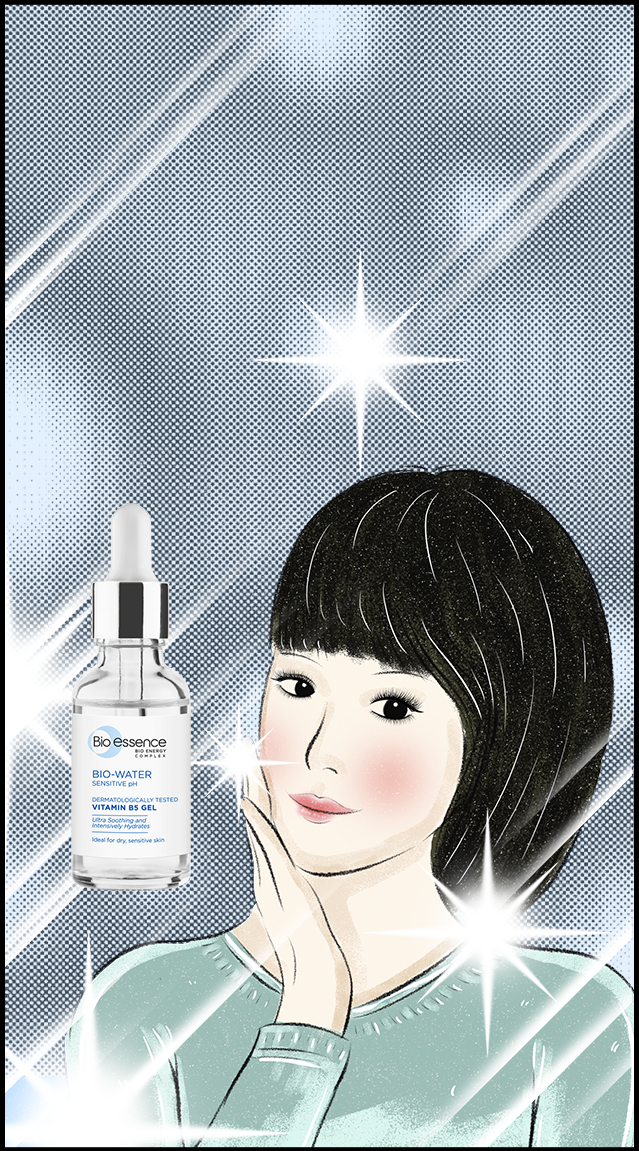 Bio essence
BIO ENERGY
COMPLEX
BIO-WATER
SENSITIVE pH
DERMATOLOGICALLY TESTED
VITAMIN B5 GEL
Ultra Soothing and
Intensively Hydrates
Ideal for dry, sensitive skin